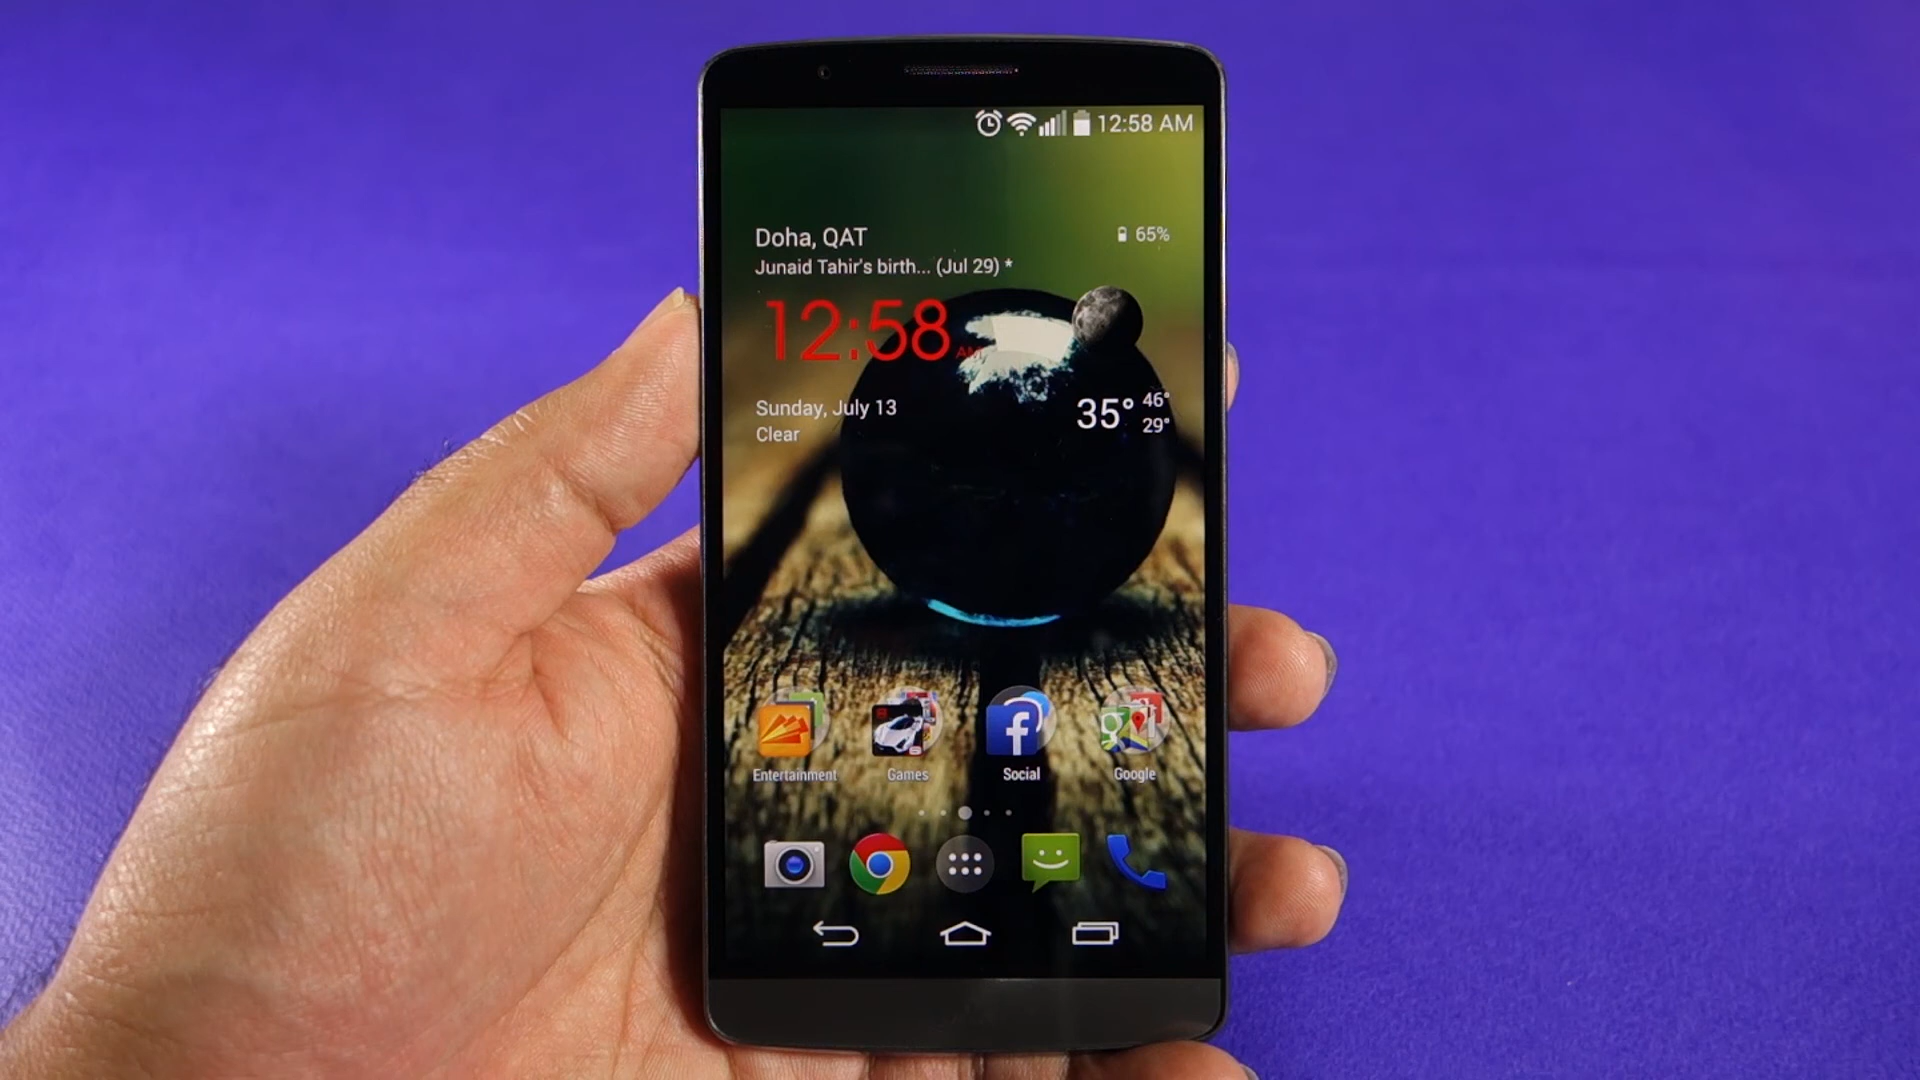 12:58 AM
Doha, QAT
65%
Junaid Tahir's birth... (Jul 29) *
12:58 AM
Sunday, July 13
Clear
35° 46°
29°
Entertainment
Games
Social
Google